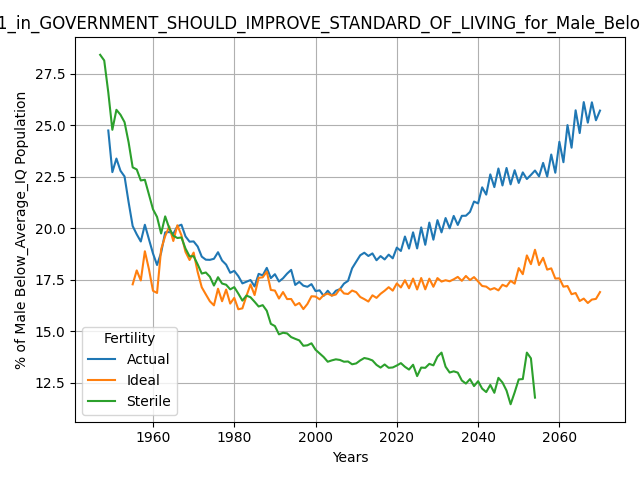 1_in_GOVERNMENT_SHOULD_IMPROVE_STANDARD_OF_LIVING_for_Male_Belo
% of Male Below_Average_IQ Population
27.5
25.0
22.5
20.0
17.5
15.0
12.5
Fertility
Actual
Ideal
Sterile
1960 1980 2000 2020 2040 2060
Years